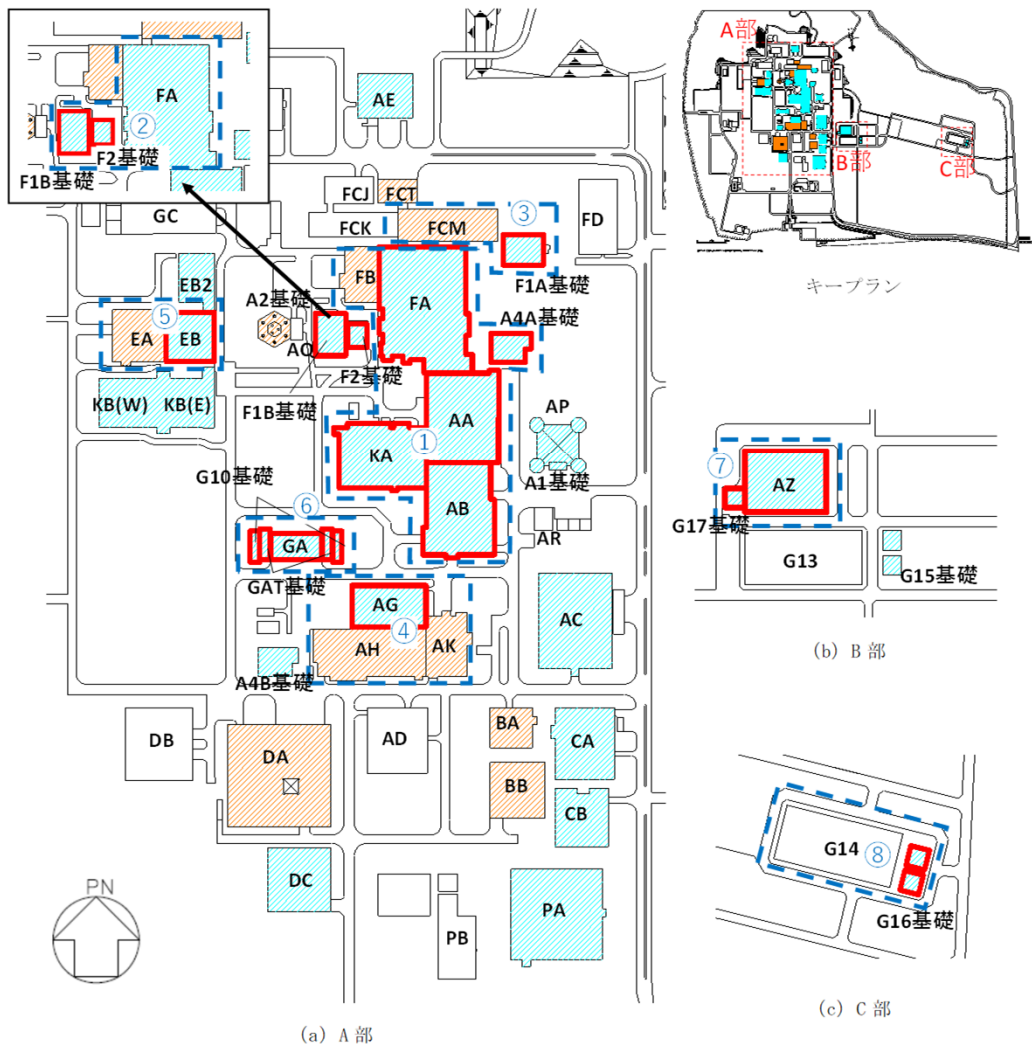 FA
②
F2基礎
F1B基礎
AE
FCJ
FCT
GC
FCK
FCM
③
FD
EB2
FB
F1A基礎
A2基礎
FA
A4A基礎
⑤
EA
EB
AQ
F2基礎
KB(W)
KB(E)
F1B基礎
AA
AP
①
KA
G10基礎
A1基礎
⑥
AB
GA
AR
GAT基礎
AG
AC
④
AH
AK
A4B基礎
DB
DA
AD
BA
CA
BB
CB
DC
PA
PB
PN
(a) A 部
A部
B部
C部
キープラン
⑦
AZ
G17基礎
G13
G15基礎
(b) B 部
G14
⑧
G16基礎
(c) C 部